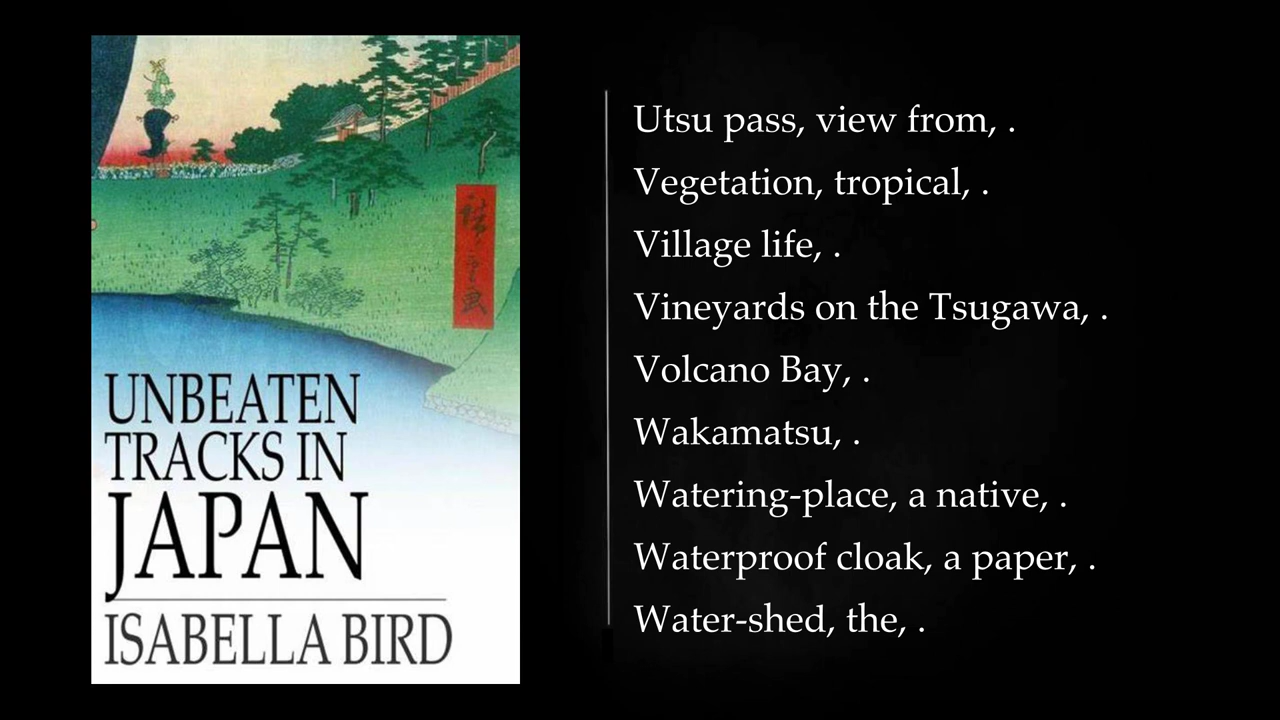 UNBEATEN
TRACKS IN
JAPAN
ISABELLA BIRD
Utsu pass, view from, .
Vegetation, tropical, .
Village life, .
Vineyards on the Tsugawa, .
Volcano Bay, .
Wakamatsu, .
Watering-place, a native, .
Waterproof cloak, a paper, .
Water-shed, the, .